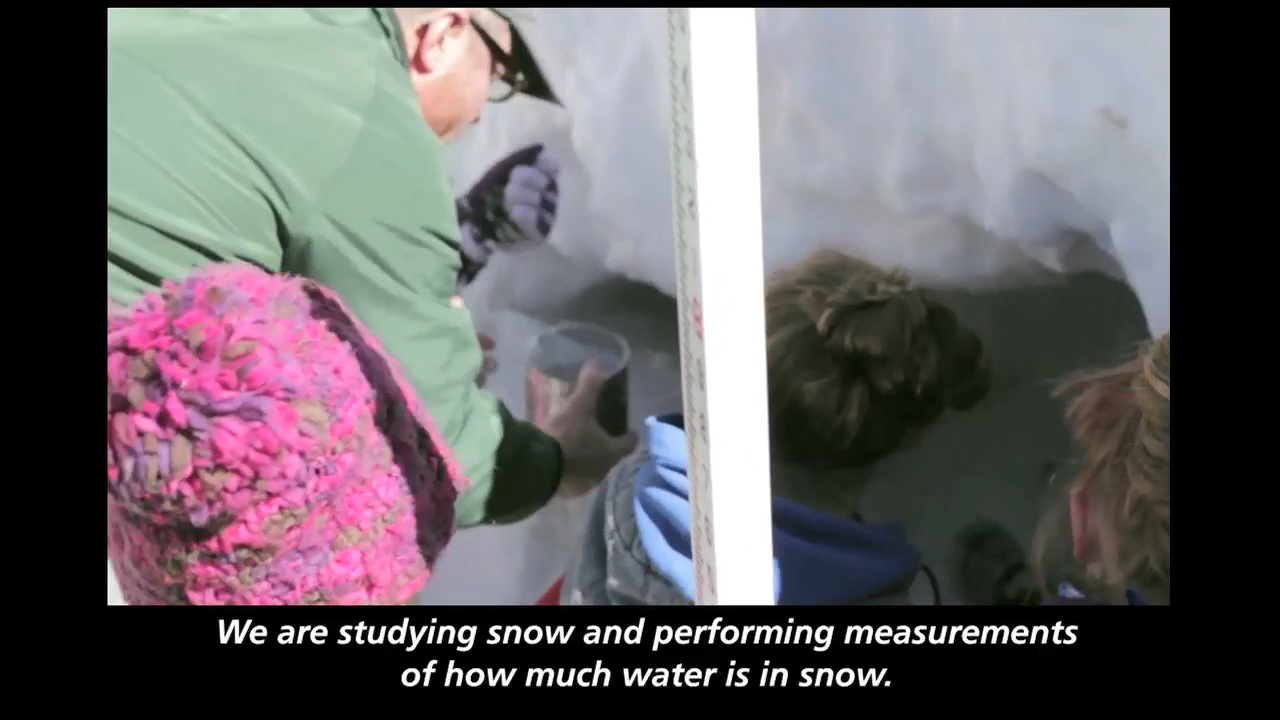 We are studying snow and performing measurements
of how much water is in snow.